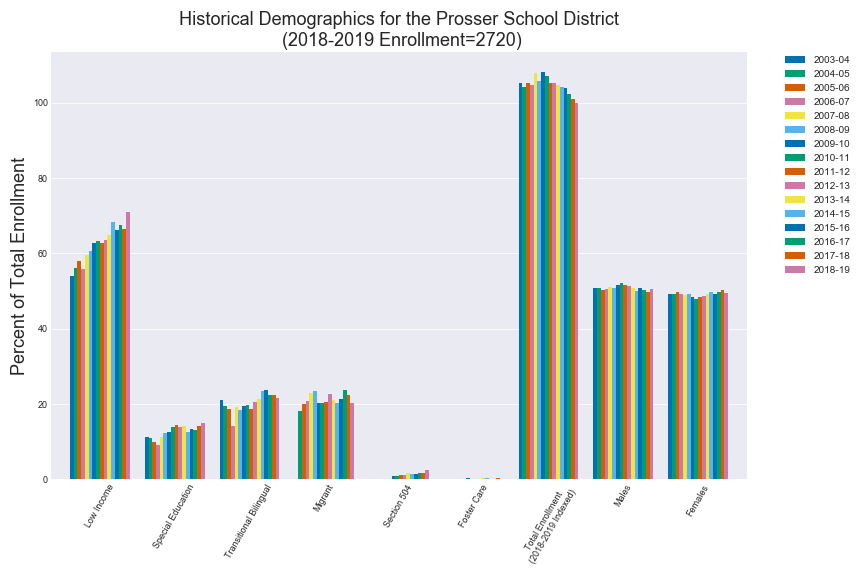 Historical Demographics for the Prosser School District
(2018-2019 Enrollment=2720)
Percent of Total Enrollment
100
80
60
40
20
0
Low Income
Special Education
Transitional Bilingual
Migrant
Section 504
Foster Care
Total Enrollment
(2018-2019 Indexed)
Males
Females
2003-04
2004-05
2005-06
2006-07
2007-08
2008-09
2009-10
2010-11
2011-12
2012-13
2013-14
2014-15
2015-16
2016-17
2017-18
2018-19